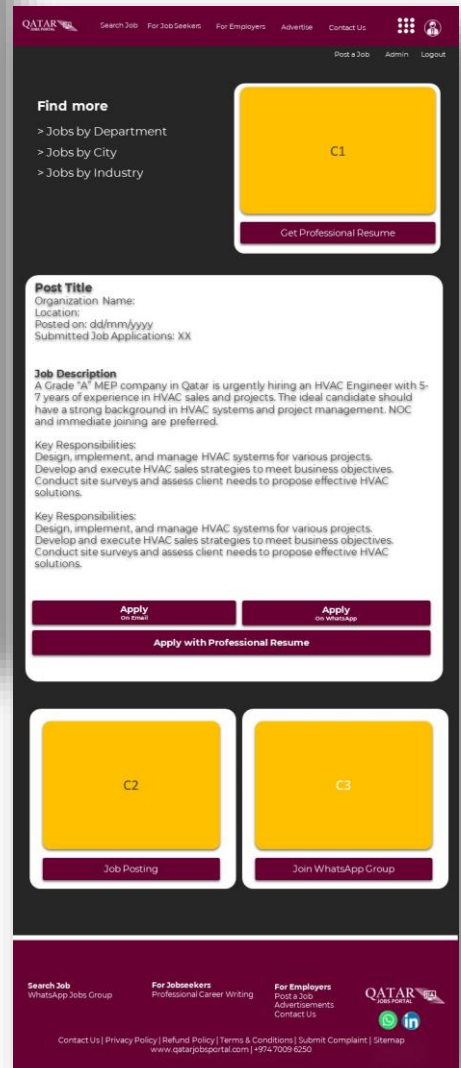 QATAR
JOBS PORTAL
Search Job For Job Seekers For Employers Advertise Contact Us
Post a Job Admin Logout
Find more
> Jobs by Department
> Jobs by City
> Jobs by Industry
C1
Get Professional Resume
Post Title
Organization Name:
Location:
Posted on: dd/mm/yyyy
Submitted Job Applications: XX
Job Description
A Grade "A" MEP company in Qatar is urgently hiring an HVAC Engineer with 5-
7 years of experience in HVAC sales and projects. The ideal candidate should
have a strong background in HVAC systems and project management. NOC
and immediate joining are preferred.
Key Responsibilities:
Design, implement, and manage HVAC systems for various projects.
Develop and execute HVAC sales strategies to meet business objectives.
Conduct site surveys and assess client needs to propose effective HVAC
solutions.
Key Responsibilities:
Design, implement, and manage HVAC systems for various projects.
Develop and execute HVAC sales strategies to meet business objectives.
Conduct site surveys and assess client needs to propose effective HVAC
solutions.
Apply
On Email
Apply
On WhatsApp
Apply with Professional Resume
C2
Job Posting
C3
Join WhatsApp Group
Search Job
WhatsApp Jobs Group
For Jobseekers
Professional Career Writing
For Employers
Post a Job
Advertisements
Contact Us
QATAR
JOBS PORTAL
in
Contact Us | Privacy Policy | Refund Policy | Terms & Conditions | Submit Complaint | Sitemap
www.qatarjobsportal.com | +974 7009 6250